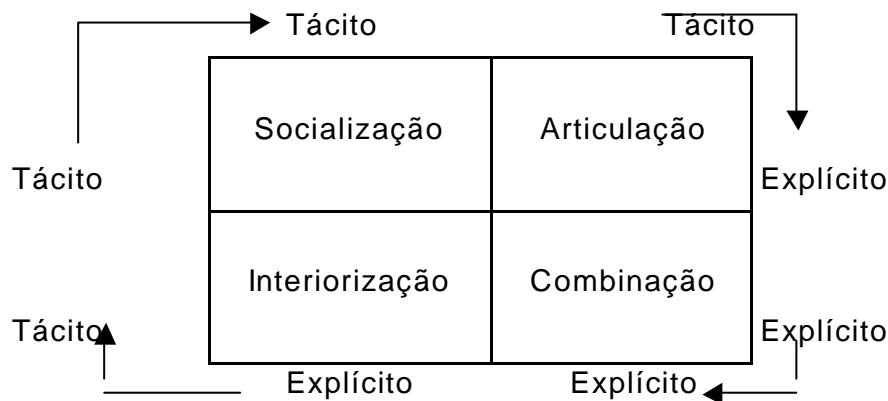 Tácito Tácito
Socialização Articulação
Tácito Explícito
Interiorização Combinação
Tácito Explícito
Explícito Explícito